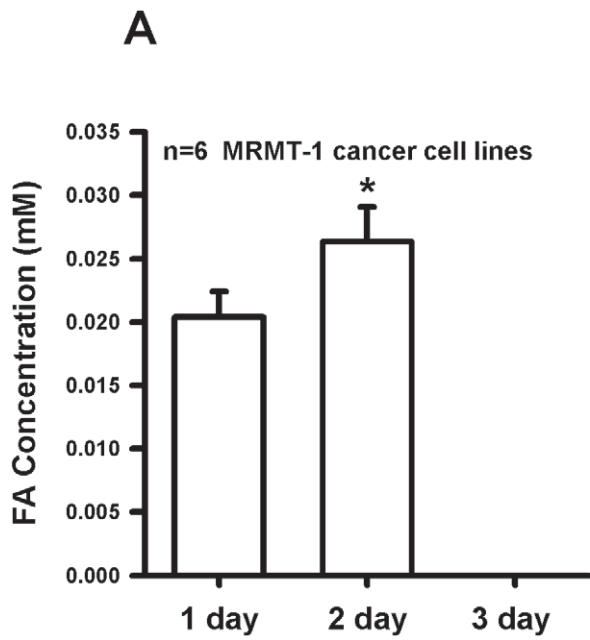 A
n=6 MRMT-1 cancer cell lines
*
FA Concentration (mM)
0.035
0.030
0.025
0.020
0.015
0.010
0.005
0.000
1 day 2 day 3 day